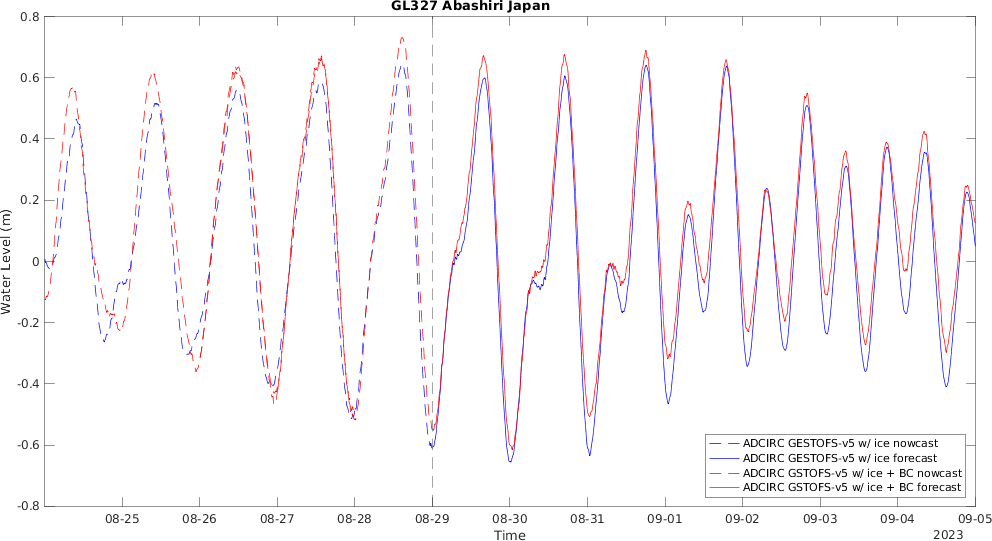 GL327 Abashiri Japan
0.8
0.6
0.4
0.2
0
-0.2
-0.4
-0.6
-0.8
Water Level (m)
ADCIRC GESTOFS-v5 w/ ice nowcast
ADCIRC GESTOFS-v5 w/ ice forecast
ADCIRC GSTOFS-v5 w/ ice + BC nowcast
ADCIRC GSTOFS-v5 w/ ice + BC forecast
08-25 08-26 08-27 08-28 08-29 08-30 08-31 09-01 09-02 09-03 09-04 09-05
Time
2023